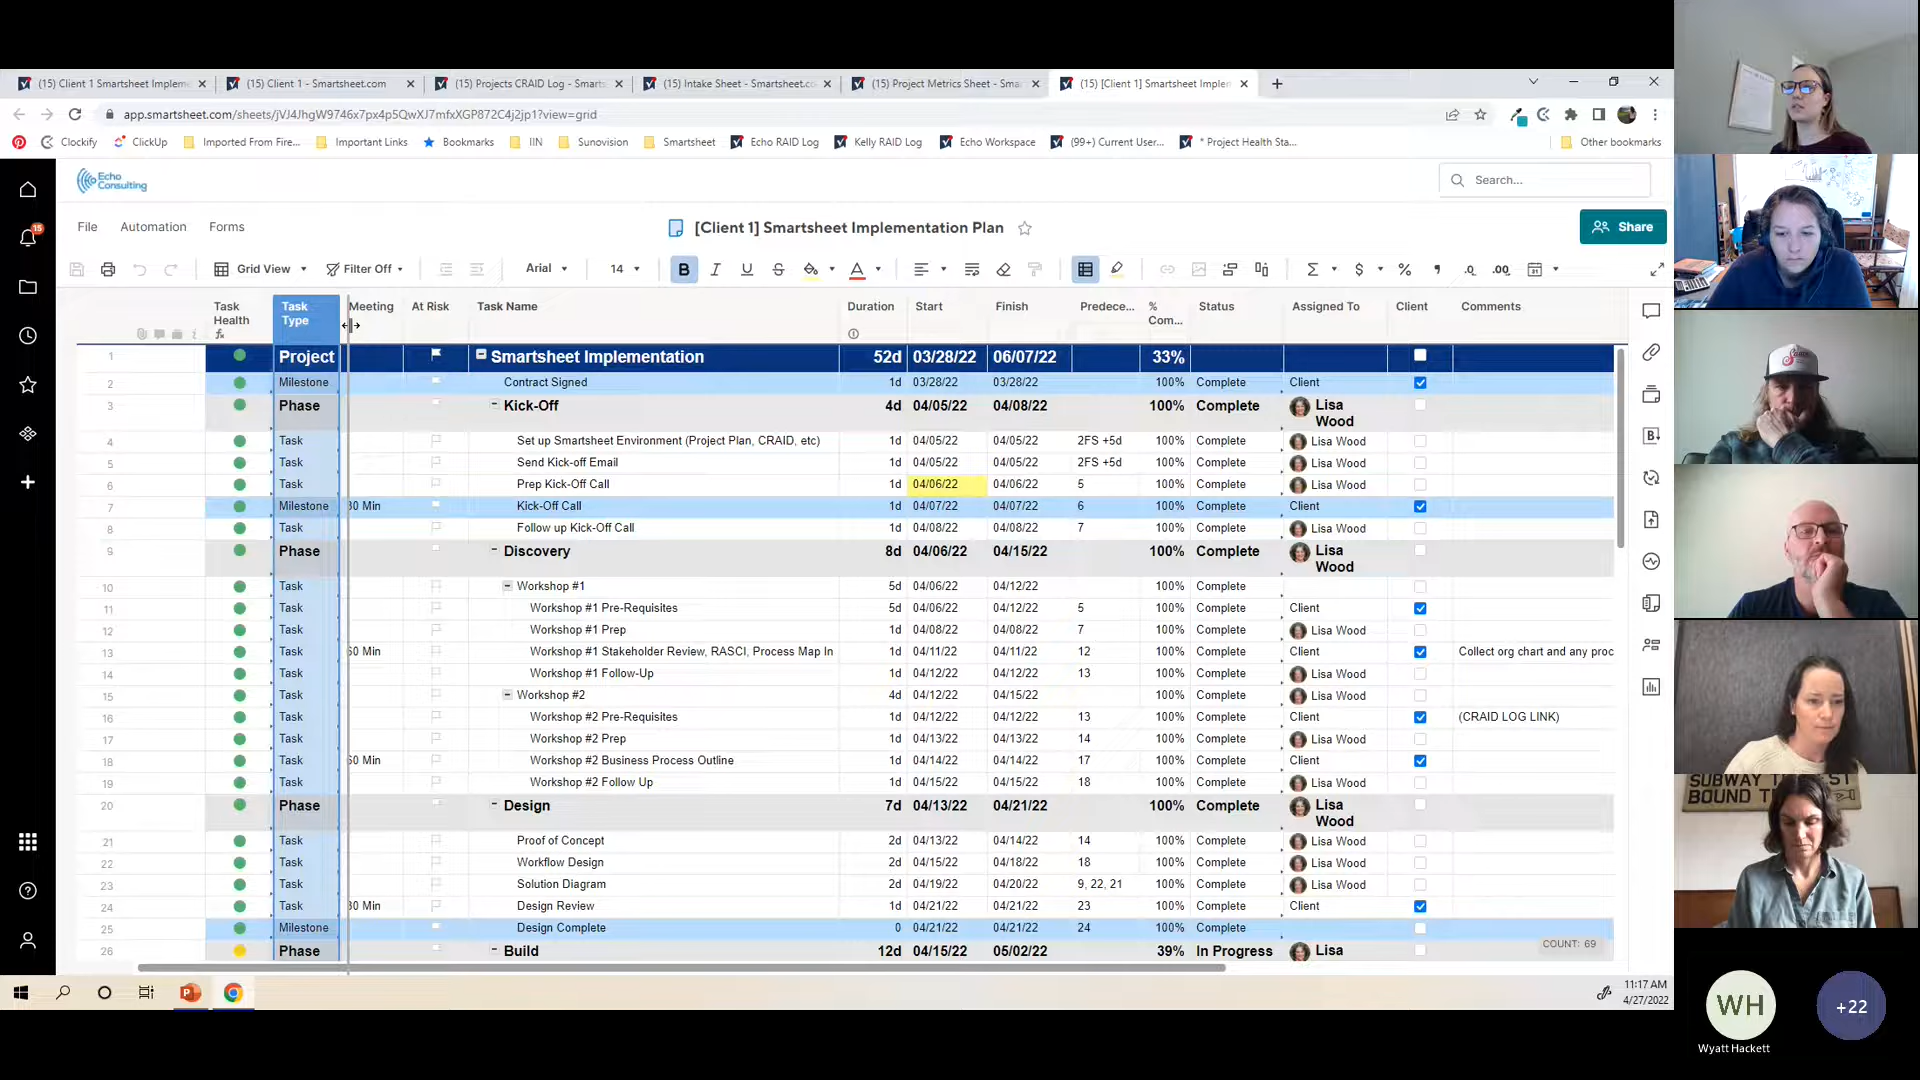 (15) Client 1 Smartsheet Impleme
(15) Client 1 - Smartsheet.com
(15) Projects CRAID Log - Smarts
(15) Intake Sheet - Smartsheet.co
(15) Project Metrics Sheet - Sma
(15) [Client 1] Smartsheet Implem
app.smartsheet.com/sheets/jVJ4JhgW9746x7px4p5QwXJ7mfxXGP872C4j2jp1?view=grid
Clockify
ClickUp
Imported From Fire...
Important Links
Bookmarks
IIN
Sunovision
Smartsheet
Echo RAID Log
Kelly RAID Log
Echo Workspace
(99+) Current User...
* Project Health Sta...
Other bookmarks
Echo Consulting
Search...
15
File
Automation
Forms
[Client 1] Smartsheet Implementation Plan
Share
Grid View
Filter Off
Arial
14
B I U S A Σ $ % .0 .00
Task Health fx
Task Type
Meeting
At Risk
Task Name
Duration
Start
Finish
Predece...
% Com...
Status
Assigned To
Client
Comments
1 Project Smartsheet Implementation 52d 03/28/22 06/07/22 33%
2 Milestone Contract Signed 1d 03/28/22 03/28/22 100% Complete Client
3 Phase Kick-Off 4d 04/05/22 04/08/22 100% Complete Lisa Wood
4 Task Set up Smartsheet Environment (Project Plan, CRAID, etc) 1d 04/05/22 04/05/22 2FS +5d 100% Complete Lisa Wood
5 Task Send Kick-off Email 1d 04/05/22 04/05/22 2FS +5d 100% Complete Lisa Wood
6 Task Prep Kick-Off Call 1d 04/06/22 04/06/22 5 100% Complete Lisa Wood
7 Milestone 30 Min Kick-Off Call 1d 04/07/22 04/07/22 6 100% Complete Client
8 Task Follow up Kick-Off Call 1d 04/08/22 04/08/22 7 100% Complete Lisa Wood
9 Phase Discovery 8d 04/06/22 04/15/22 100% Complete Lisa Wood
10 Task Workshop #1 5d 04/06/22 04/12/22 100% Complete
11 Task Workshop #1 Pre-Requisites 5d 04/06/22 04/12/22 5 100% Complete Client
12 Task Workshop #1 Prep 1d 04/08/22 04/08/22 7 100% Complete Lisa Wood
13 Task 60 Min Workshop #1 Stakeholder Review, RASCI, Process Map In 1d 04/11/22 04/11/22 12 100% Complete Client Collect org chart and any proc
14 Task Workshop #1 Follow-Up 1d 04/12/22 04/12/22 13 100% Complete Lisa Wood
15 Task Workshop #2 4d 04/12/22 04/15/22 100% Complete Lisa Wood
16 Task Workshop #2 Pre-Requisites 1d 04/12/22 04/12/22 13 100% Complete Client (CRAID LOG LINK)
17 Task Workshop #2 Prep 1d 04/13/22 04/13/22 14 100% Complete Lisa Wood
18 Task 60 Min Workshop #2 Business Process Outline 1d 04/14/22 04/14/22 17 100% Complete Client
19 Task Workshop #2 Follow Up 1d 04/15/22 04/15/22 18 100% Complete Lisa Wood
20 Phase Design 7d 04/13/22 04/21/22 100% Complete Lisa Wood
21 Task Proof of Concept 2d 04/13/22 04/14/22 14 100% Complete Lisa Wood
22 Task Workflow Design 2d 04/15/22 04/18/22 18 100% Complete Lisa Wood
23 Task Solution Diagram 2d 04/19/22 04/20/22 9, 22, 21 100% Complete Lisa Wood
24 Task 30 Min Design Review 1d 04/21/22 04/21/22 23 100% Complete Client
25 Milestone Design Complete 0 04/21/22 04/21/22 24 100% Complete
26 Phase Build 12d 04/15/22 05/02/22 39% In Progress Lisa
COUNT: 69
11:17 AM
4/27/2022
WH
Wyatt Hackett
+22